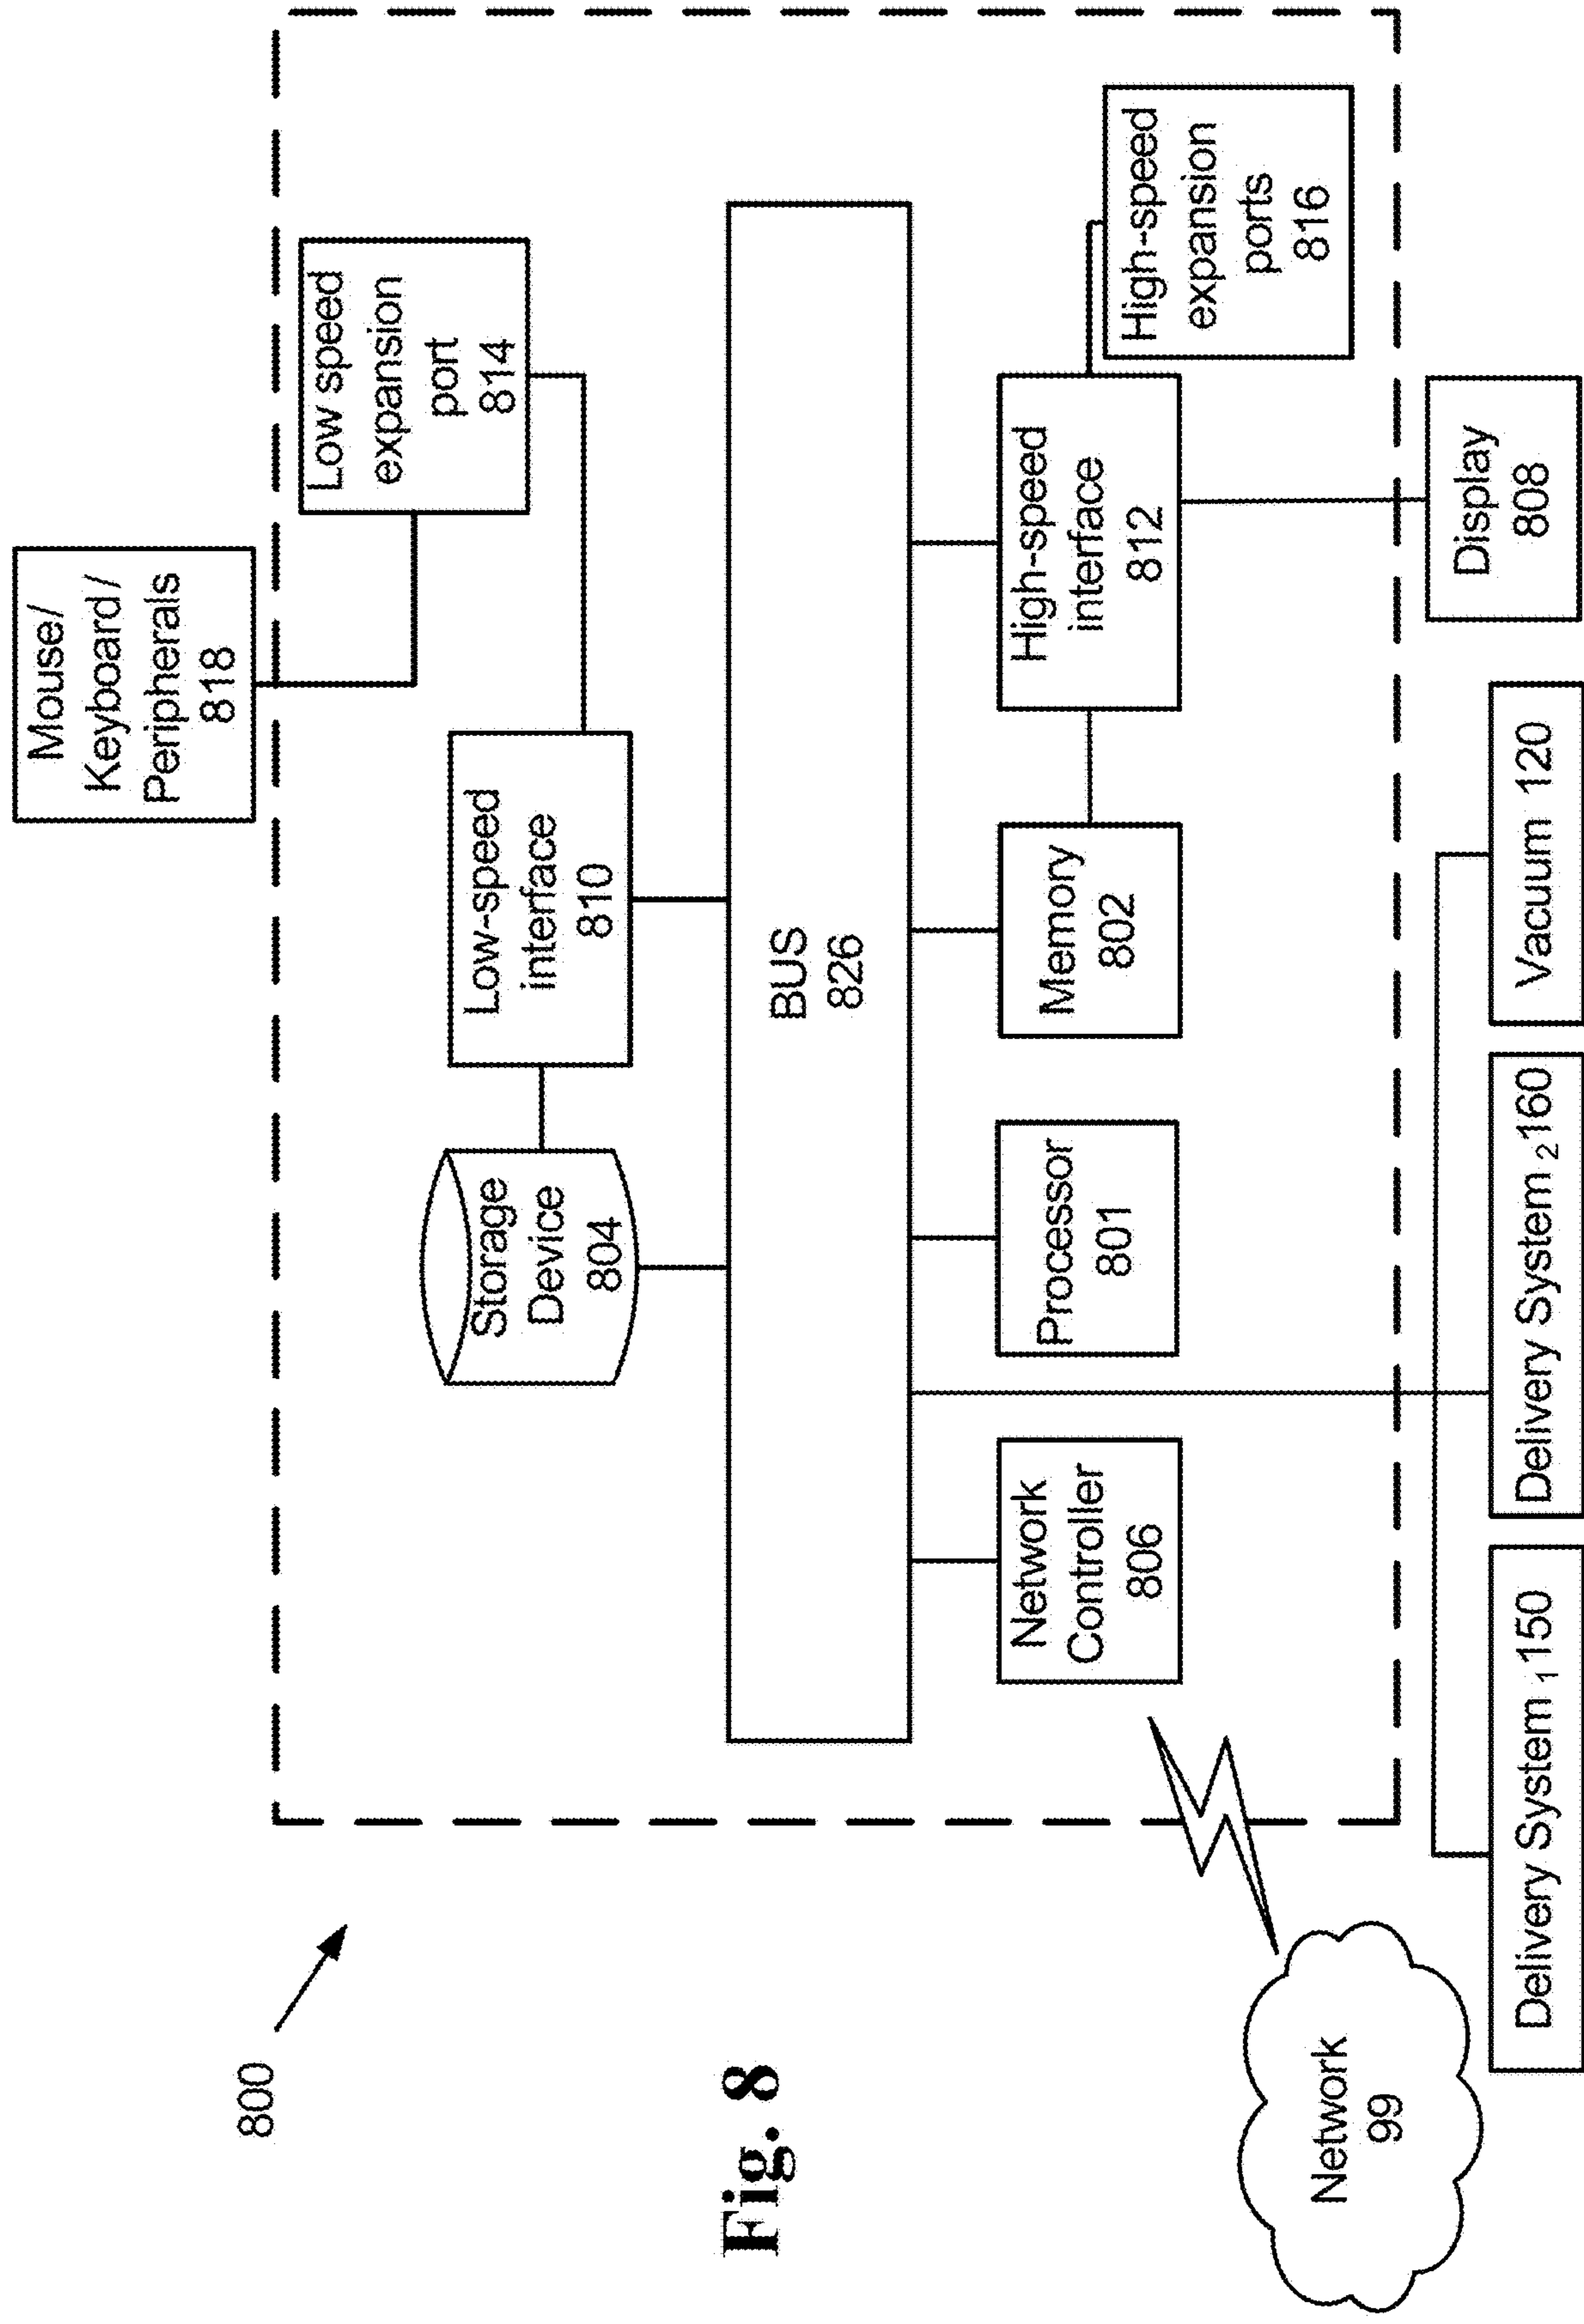 800
Mouse/
Keyboard /
Peripherals
818
Low speed
expansion
port
814
Storage
Device
804
Low-speed
interface
810
BUS
826
Network
Controller
806
Processor
801
Memory
802
High-speed
interface
812
High-speed
expansion
ports
816
Network
99
Display
808
Delivery System 1 150
Delivery System 2 160
Vacuum 120
Fig. 8